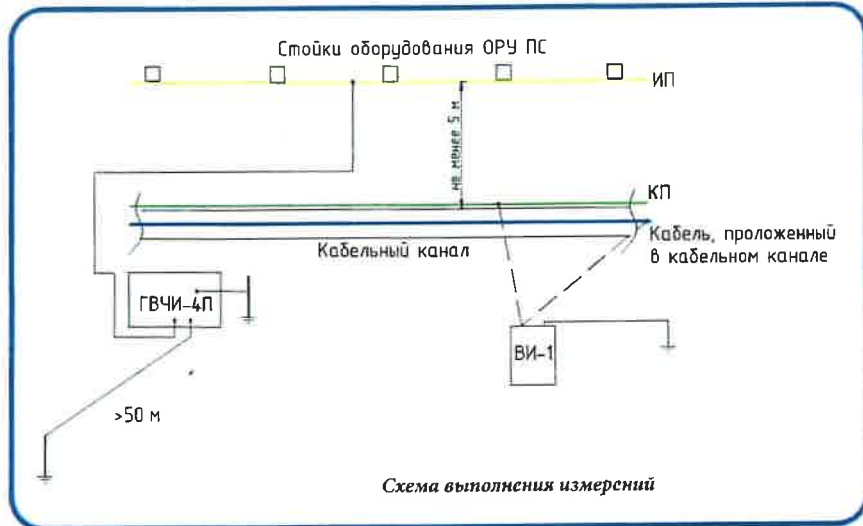 Стойки оборудования ОРУ ПС
ИП
не менее 5 м
КП
Кабельный канал
Кабель, проложенный
в кабельном канале
ГВЧИ-4П
ВИ-1
>50 м
Схема выполнения измерений